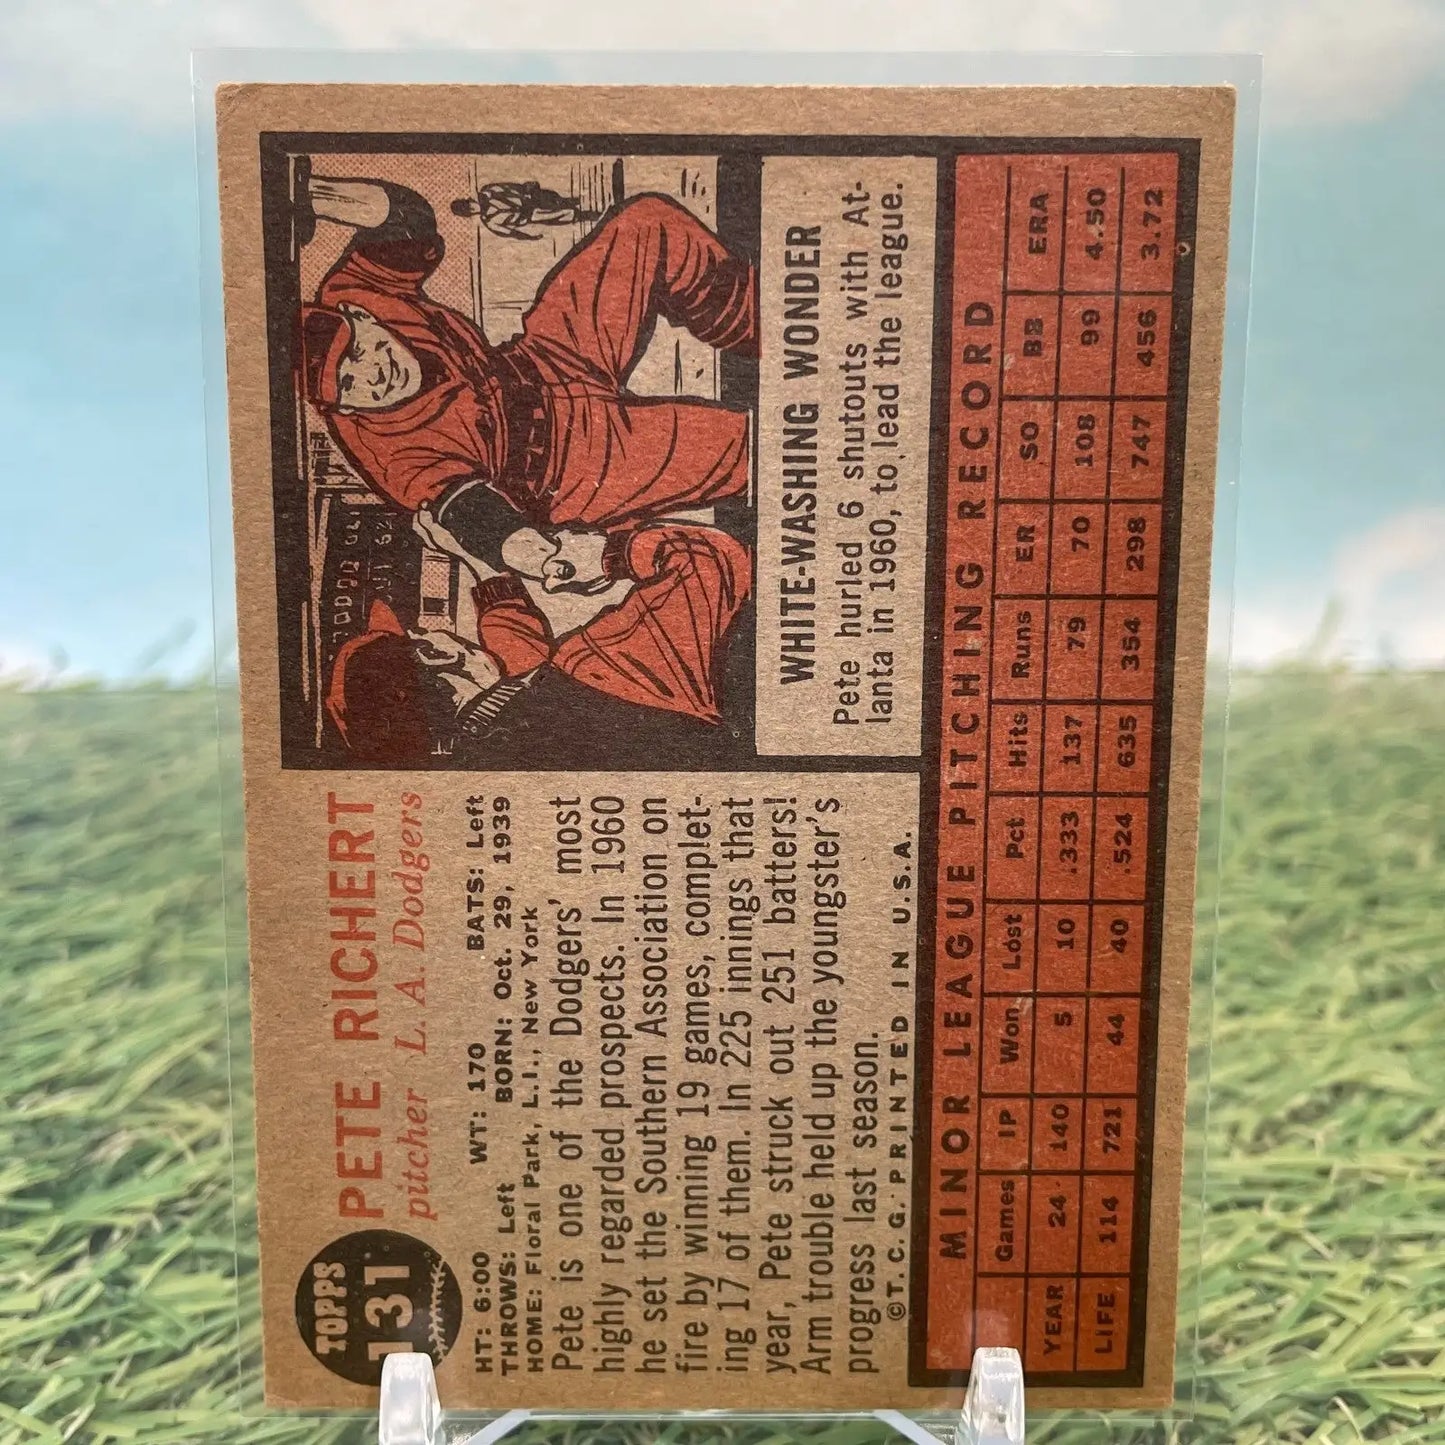 TOPPS
131
PETE RICHERT
pitcher L. A. Dodgers
HT: 6:00 WT: 170 BATS: Left
THROWS: Left BORN: Oct. 29, 1939
HOME: Floral Park, L.I., New York
Pete is one of the Dodgers' most
highly regarded prospects. In 1960
he set the Southern Association on
fire by winning 19 games, complet-
ing 17 of them. In 225 innings that
year, Pete struck out 251 batters!
Arm trouble held up the youngster's
progress last season.
©T. C. G. PRINTED IN U.S.A.
WHITE-WASHING WONDER
Pete hurled 6 shutouts with At-
lanta in 1960, to lead the league.
MINOR LEAGUE PITCHING RECORD
Games IP Won Lost Pct. Hits Runs ER SO BB ERA
YEAR 24 140 5 10 .333 137 79 70 108 99 4.50
LIFE 114 721 44 40 .524 635 354 298 747 456 3.72